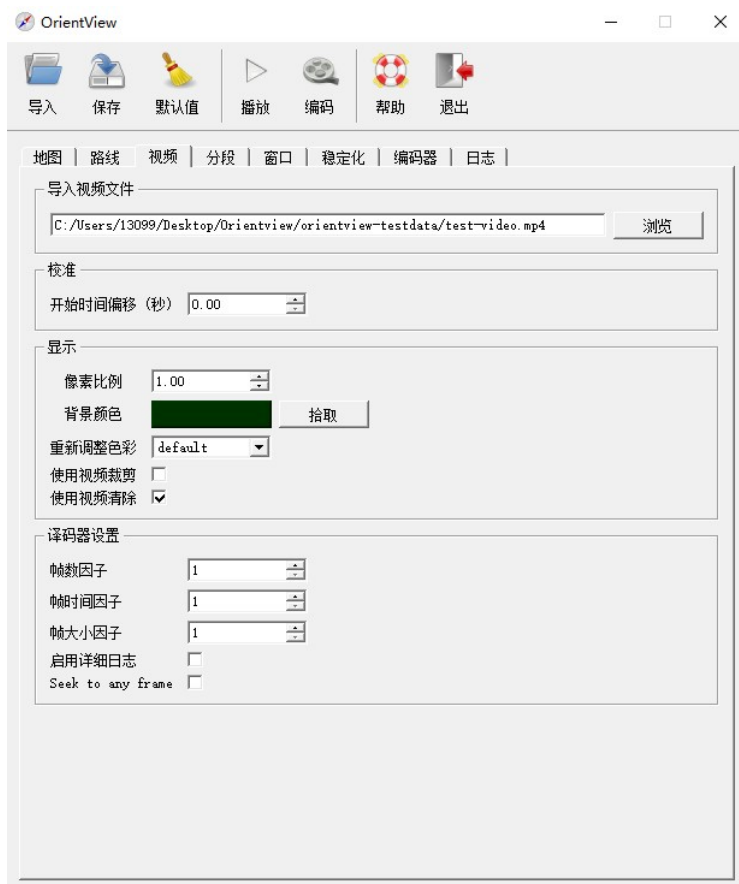 OrientView
导入 保存 默认值 播放 编码 帮助 退出
地图 路线 视频 分段 窗口 稳定化 编码器 日志
导入视频文件
C:/Users/13099/Desktop/Orientview/orientview-testdata/test-video.mp4 浏览
校准
开始时间偏移（秒） 0.00
显示
像素比例 1.00
背景颜色 拾取
重新调整色彩 default
使用视频裁剪
使用视频清除
译码器设置
帧数因子 1
帧时间因子 1
帧大小因子 1
启用详细日志
Seek to any frame